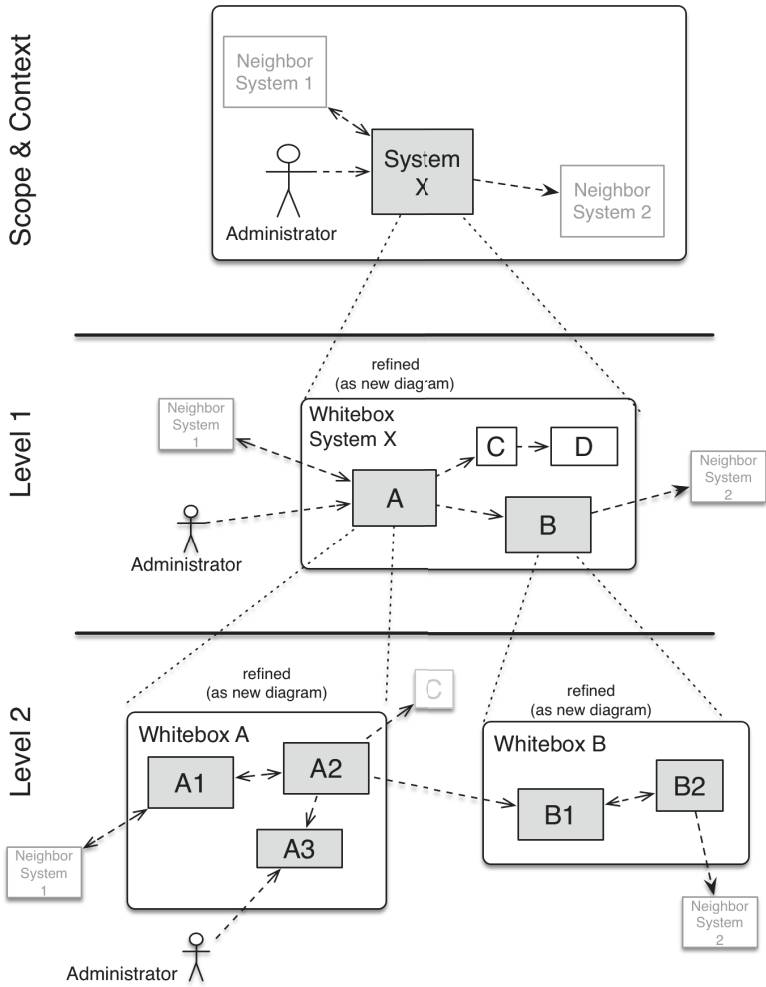 Scope & Context
Neighbor
System 1
System
X
Administrator
Neighbor
System 2
Level 1
refined
(as new diagram)
Neighbor
System
1
Whitebox
System X
C
D
A
B
Neighbor
System
2
Administrator
Level 2
refined
(as new diagram)
C
refined
(as new diagram)
Whitebox A
A1
A2
A3
Whitebox B
B1
B2
Neighbor
System
1
Neighbor
System
2
Administrator